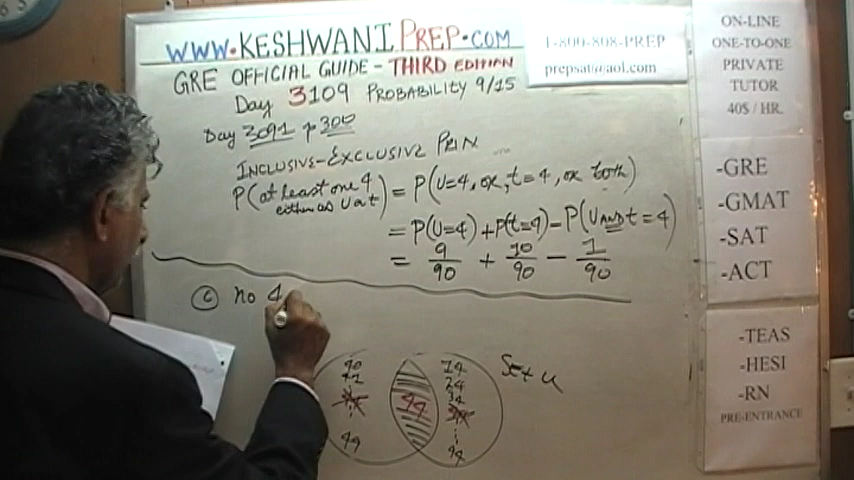 WWW.KESHWANIPREP.COM
GRE OFFICIAL GUIDE - THIRD EDITION
Day 3109 PROBABILITY 9/15
Day 3091 p 300
INCLUSIVE-EXCLUSIVE PRIN ...
P(at least one 4 either as U or t) = P(U=4, or, t=4, or both)
= P(U=4) + P(t=4) - P(U AND t = 4)
= 9/90 + 10/90 - 1/90
(c) no 4
40
42
49
44
14
24
34
94
Set U
1-800-808-PREP
prepsat@aol.com
ON-LINE
ONE-TO-ONE
PRIVATE
TUTOR
40$ / HR.
-GRE
-GMAT
-SAT
-ACT
-TEAS
-HESI
-RN
PRE-ENTRANCE